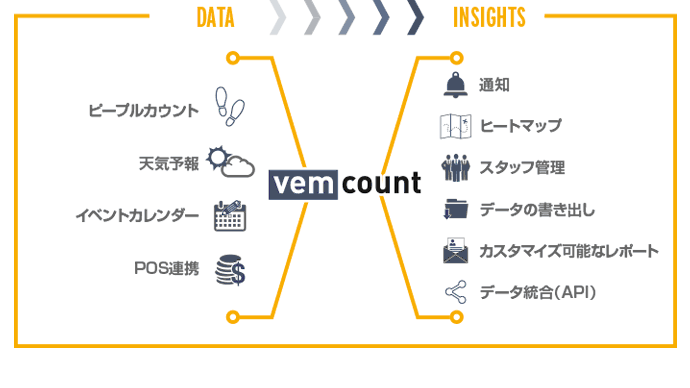 DATA
INSIGHTS
ピープルカウント
天気予報
イベントカレンダー
POS連携
vemcount
通知
ヒートマップ
スタッフ管理
データの書き出し
カスタマイズ可能なレポート
データ統合(API)